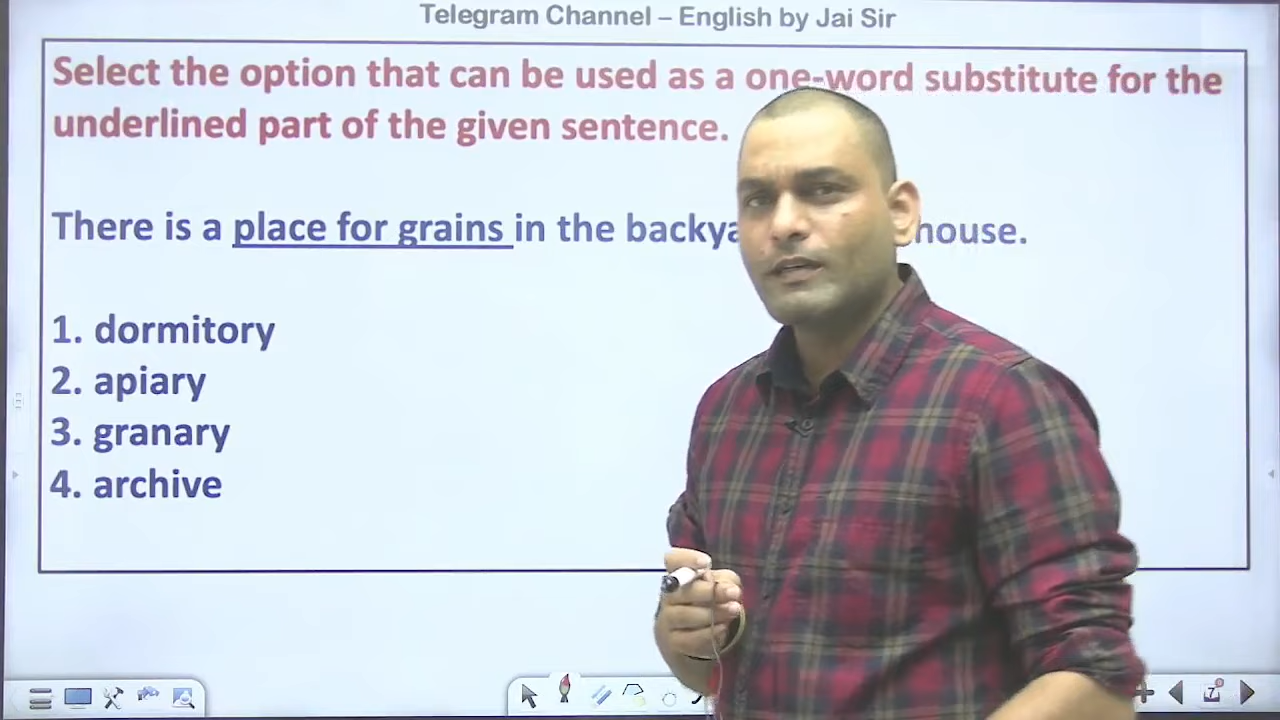 Telegram Channel – English by Jai Sir
Select the option that can be used as a one-word substitute for the
underlined part of the given sentence.
There is a place for grains in the house.
1. dormitory
2. apiary
3. granary
4. archive
7